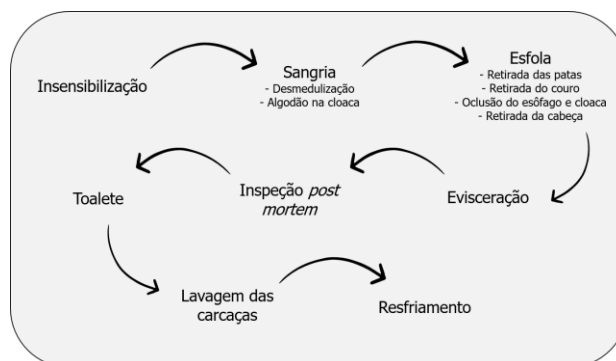 Insensibilização
Sangria
- Desmedulização
- Algodão na cloaca
Esfola
- Retirada das patas
- Retirada do couro
- Oclusão do esôfago e cloaca
- Retirada da cabeça
Evisceração
Inspeção post
mortem
Toalete
Lavagem das
carcaças
Resfriamento